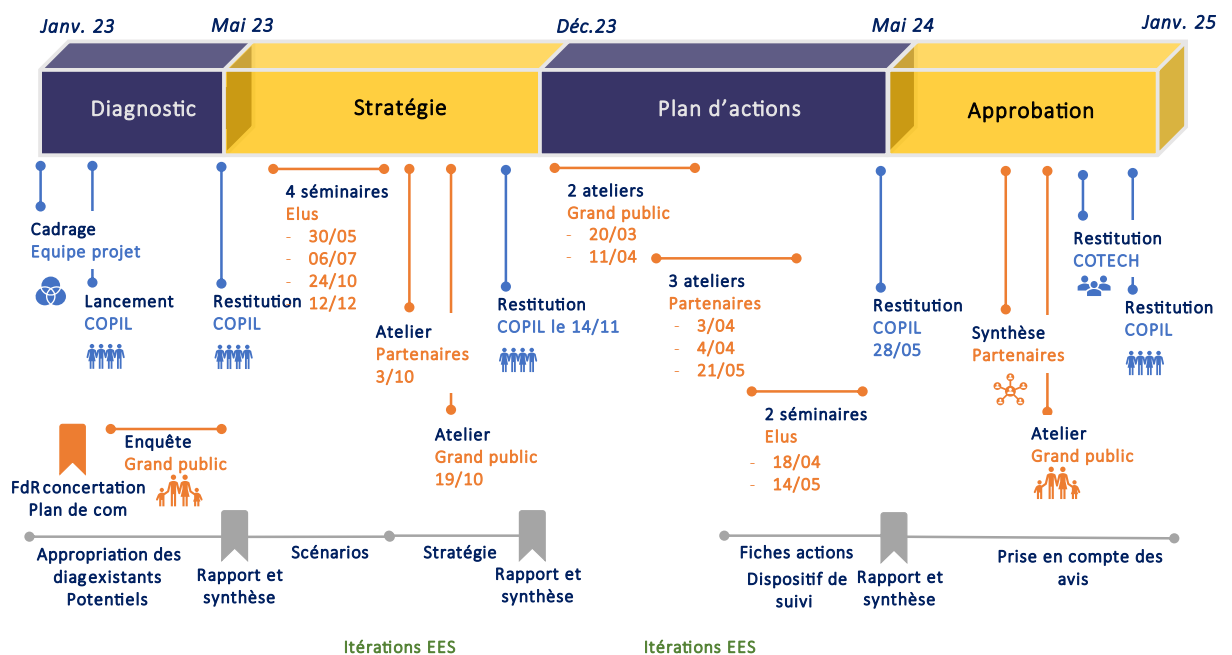 Janv. 23
Mai 23
Déc.23
Mai 24
Janv. 25
Diagnostic
Stratégie
Plan d'actions
Approbation
Cadrage
Equipe projet
Lancement
COPIL
Restitution
COPIL
4 séminaires
Elus
- 30/05
- 06/07
- 24/10
- 12/12
Atelier
Partenaires
3/10
Atelier
Grand public
19/10
Restitution
COPIL le 14/11
2 ateliers
Grand public
- 20/03
- 11/04
3 ateliers
Partenaires
- 3/04
- 4/04
- 21/05
2 séminaires
Elus
- 18/04
- 14/05
Restitution
COPIL
28/05
Synthèse
Partenaires
Atelier
Grand public
Restitution
COTECH
Restitution
COPIL
Enquête
Grand public
FdR concertation
Plan de com
Appropriation des
diagexistants
Potentiels
Rapport et
synthèse
Scénarios
Stratégie
Rapport et
synthèse
Fiches actions
Dispositif de
suivi
Rapport et
synthèse
Prise en compte des
avis
Itérations EES
Itérations EES